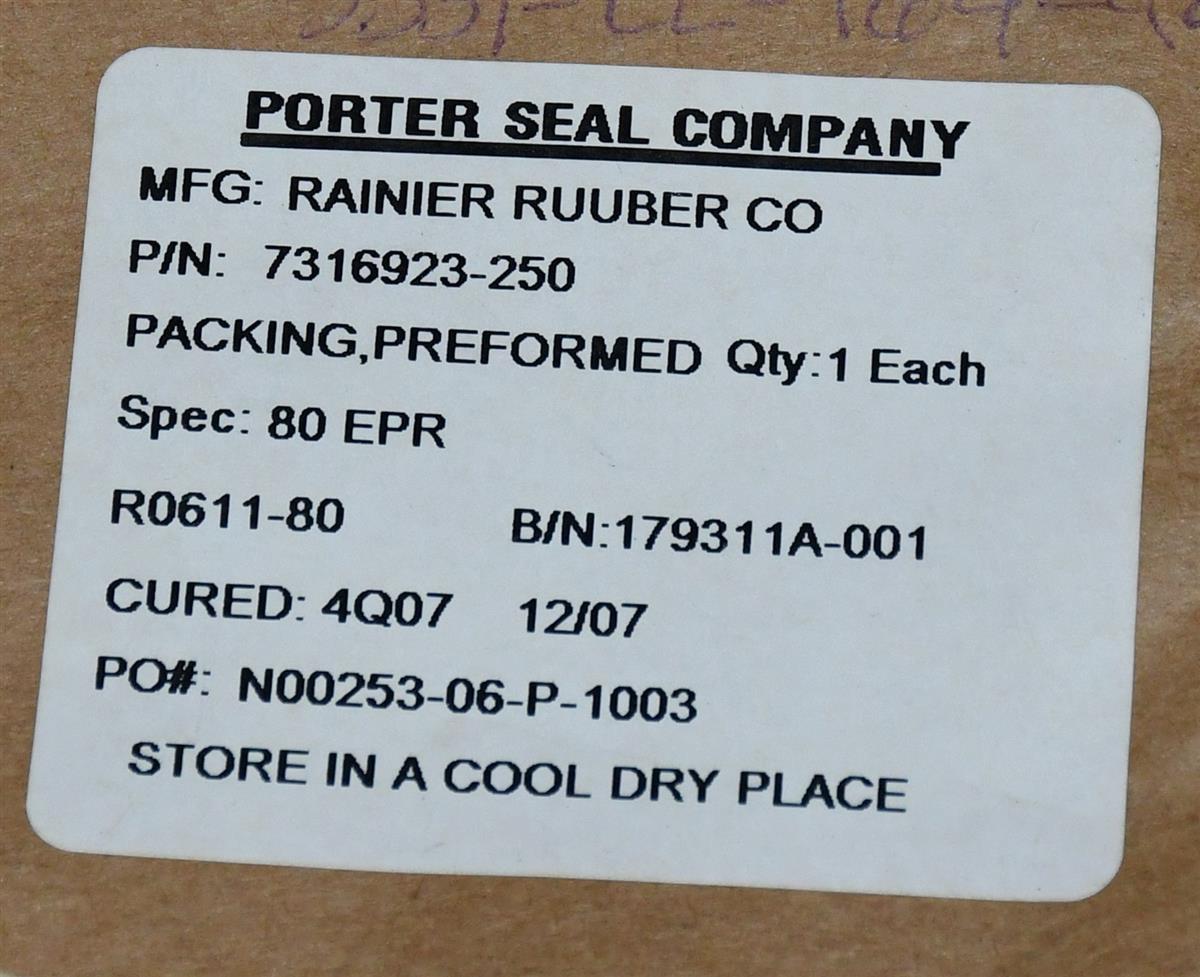 PORTER SEAL COMPANY
MFG: RAINIER RUUBER CO
P/N: 7316923-250
PACKING,PREFORMED Qty:1 Each
Spec: 80 EPR
R0611-80 B/N:179311A-001
CURED: 4Q07 12/07
PO#: N00253-06-P-1003
STORE IN A COOL DRY PLACE